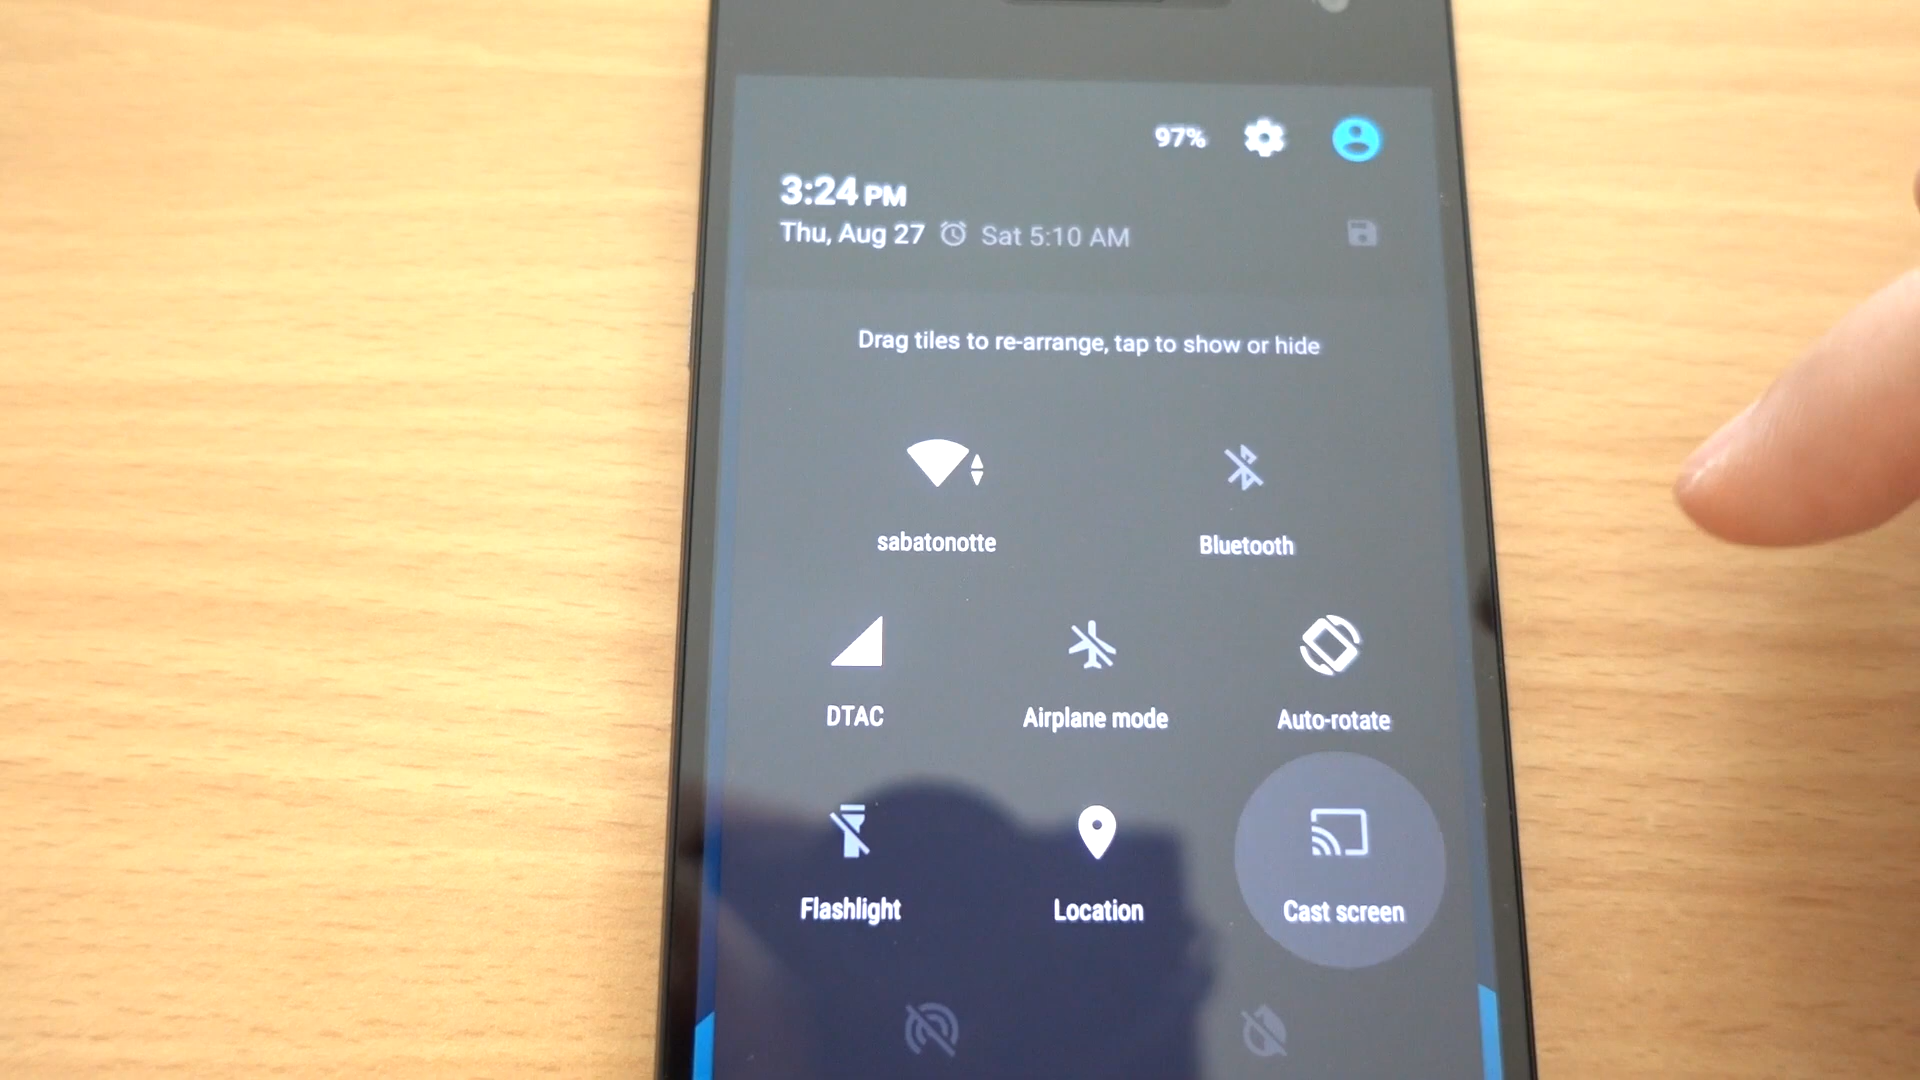 97%
3:24 PM
Thu, Aug 27 Sat 5:10 AM
Drag tiles to re-arrange, tap to show or hide
sabatonotte Bluetooth
DTAC Airplane mode Auto-rotate
Flashlight Location Cast screen